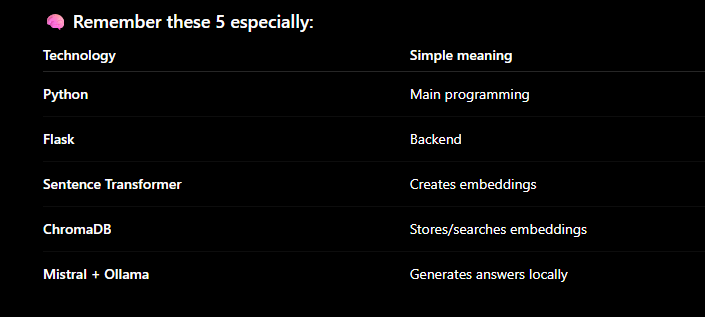 🧠 Remember these 5 especially:
Technology Simple meaning
Python Main programming
Flask Backend
Sentence Transformer Creates embeddings
ChromaDB Stores/searches embeddings
Mistral + Ollama Generates answers locally